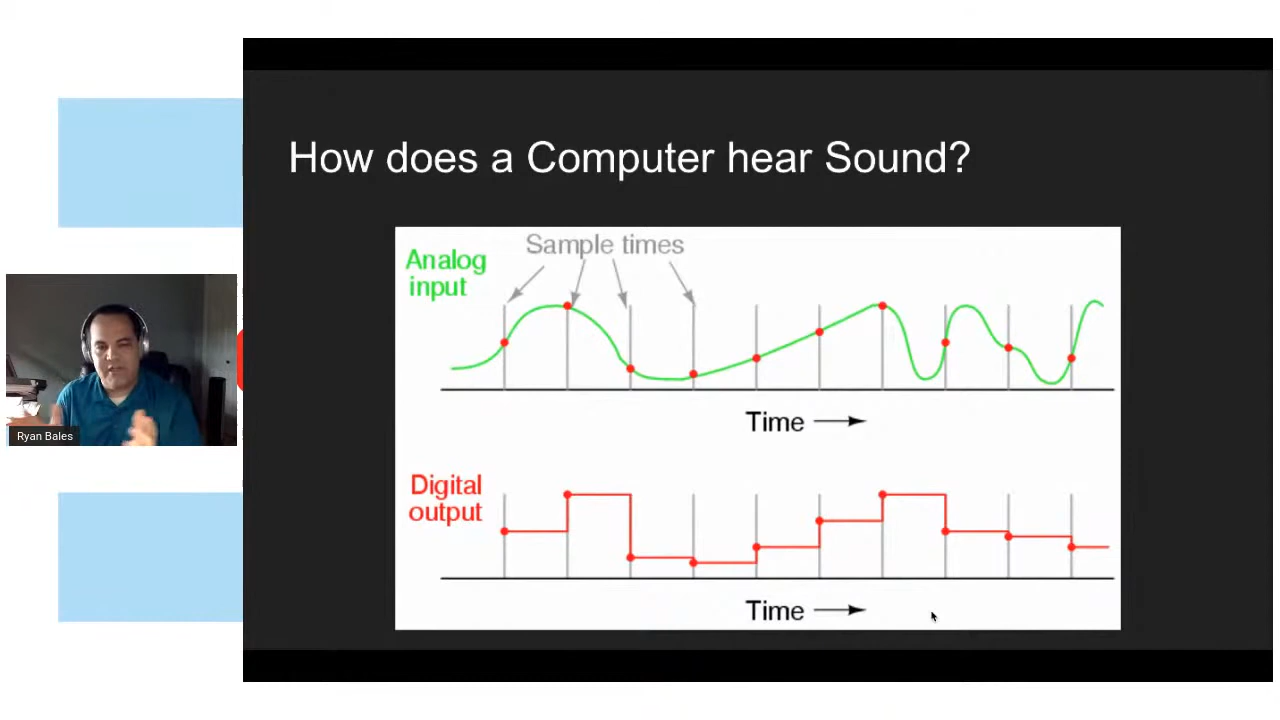 How does a Computer hear Sound?
Sample times
Analog
input
Time
Digital
output
Time
Ryan Bales